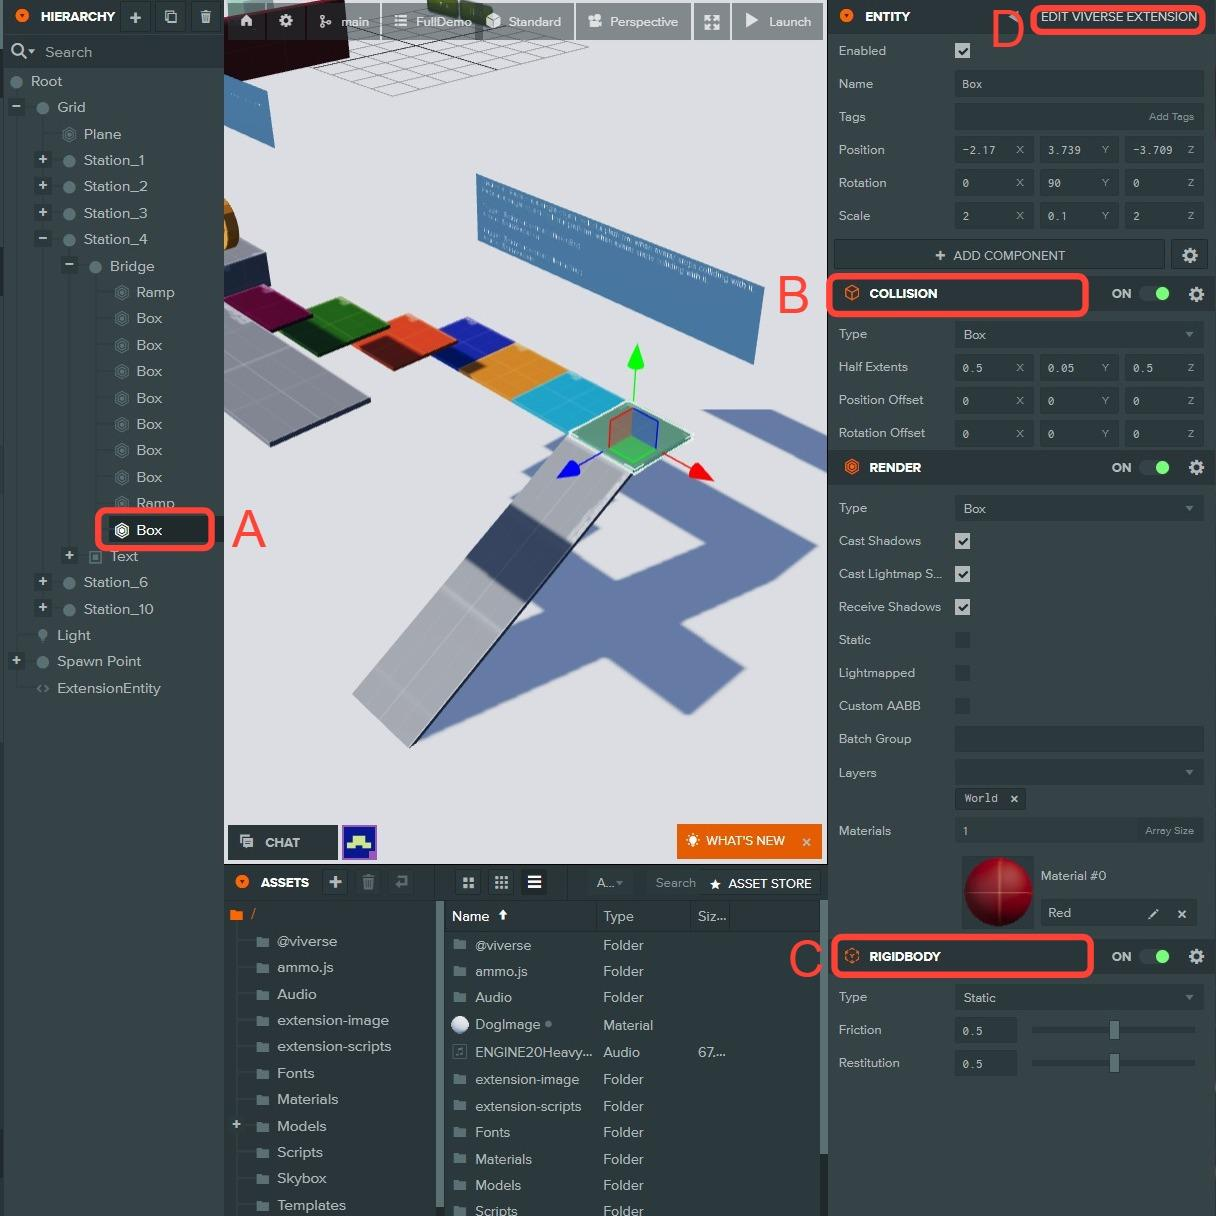 HIERARCHY
Search
Root
Grid
Plane
Station_1
Station_2
Station_3
Station_4
Bridge
Ramp
Box
Box
Box
Box
Box
Box
Box
Ramp
Box
A
Text
Station_6
Station_10
Light
Spawn Point
ExtensionEntity
main
FullDemo
Standard
Perspective
Launch
CHAT
WHAT'S NEW
ASSETS
A...
Search
ASSET STORE
/
@viverse
ammo.js
Audio
extension-image
extension-scripts
Fonts
Materials
Models
Scripts
Skybox
Templates
Name Type Siz...
@viverse Folder
ammo.js Folder
Audio Folder
DogImage Material
ENGINE20Heavy... Audio 67,...
extension-image Folder
extension-scripts Folder
Fonts Folder
Materials Folder
Models Folder
Scripts Folder
ENTITY
D
EDIT VIVERSE EXTENSION
Enabled
Name Box
Tags Add Tags
Position -2.17 X 3.739 Y -3.709 Z
Rotation 0 X 90 Y 0 Z
Scale 2 X 0.1 Y 2 Z
ADD COMPONENT
B
COLLISION ON
Type Box
Half Extents 0.5 X 0.05 Y 0.5 Z
Position Offset 0 X 0 Y 0 Z
Rotation Offset 0 X 0 Y 0 Z
RENDER ON
Type Box
Cast Shadows
Cast Lightmap S...
Receive Shadows
Static
Lightmapped
Custom AABB
Batch Group
Layers
World
Materials 1 Array Size
Material #0
Red
C
RIGIDBODY ON
Type Static
Friction 0.5
Restitution 0.5